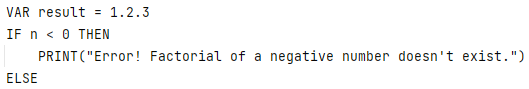 VAR result = 1.2.3
IF n < 0 THEN
    PRINT("Error! Factorial of a negative number doesn't exist.")
ELSE